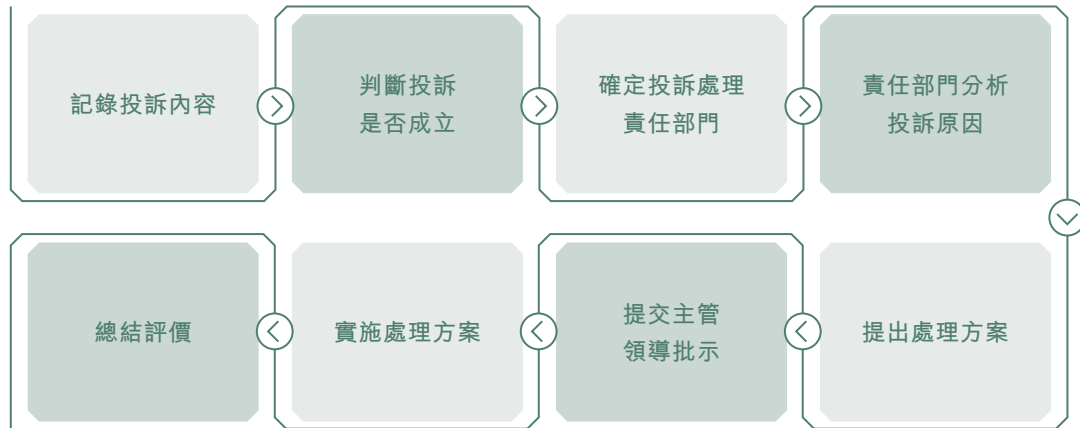 記錄投訴內容
判斷投訴
是否成立
確定投訴處理
責任部門
責任部門分析
投訴原因
提出處理方案
提交主管
領導批示
實施處理方案
總結評價